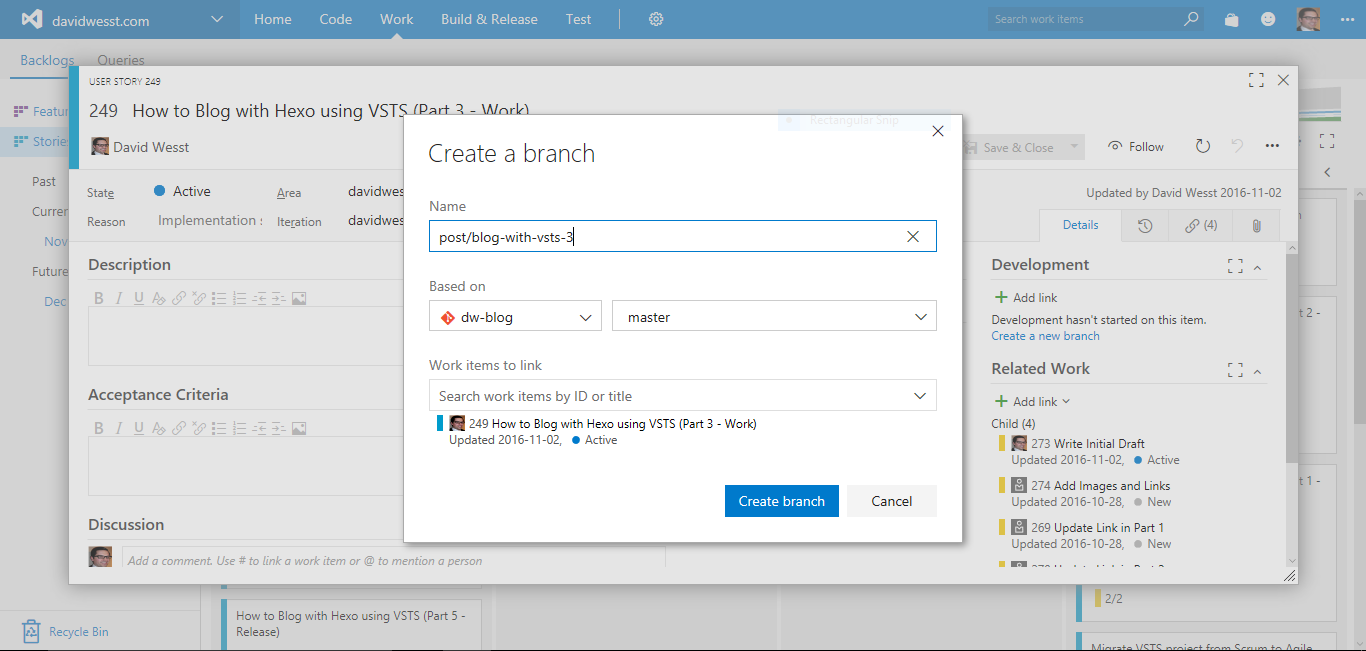 davidwesst.com
Home Code Work Build & Release Test
Search work items
Backlogs Queries
USER STORY 249
249 How to Blog with Hexo using VSTS (Part 3 - Work)
David Wesst
Save & Close
Follow
State Active Area davidwes
Reason Implementation Iteration davidwes
Updated by David Wesst 2016-11-02
Details
(4)
Featur
Storie
Past
Curren
Nov
Future
Dec
Description
B I U
Acceptance Criteria
B I U
Discussion
Add a comment. Use # to link a work item or @ to mention a person
Rectangular Snip
Create a branch
Name
post/blog-with-vsts-3
Based on
dw-blog master
Work items to link
Search work items by ID or title
249 How to Blog with Hexo using VSTS (Part 3 - Work)
Updated 2016-11-02, Active
Create branch Cancel
Development
Add link
Development hasn't started on this item.
Create a new branch
Related Work
Add link
Child (4)
273 Write Initial Draft
Updated 2016-11-02, Active
274 Add Images and Links
Updated 2016-10-28, New
269 Update Link in Part 1
Updated 2016-10-28, New
t 2 -
t 1 -
2/2
How to Blog with Hexo using VSTS (Part 5 -
Release)
Migrate VSTS project from Scrum to Agile
Recycle Bin